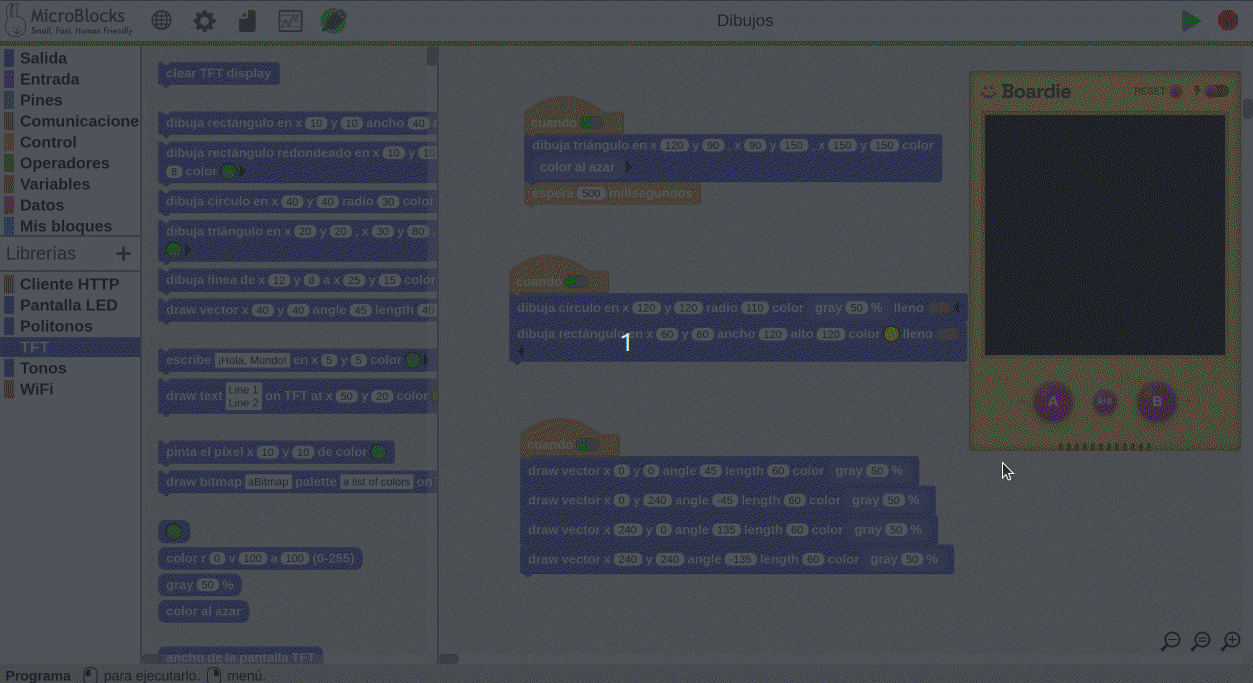 MicroBlocks
Small, Fast, Human Friendly
Dibujos
Salida
Entrada
Pines
Comunicacione
Control
Operadores
Variables
Datos
Mis bloques
Librerías +
Cliente HTTP
Pantalla LED
Politonos
TFT
Tonos
WiFi
clear TFT display
dibuja rectángulo en x 10 y 10 ancho 40
dibuja rectángulo redondeado en x 10 y 10
8 color
dibuja círculo en x 40 y 40 radio 30 color
dibuja triángulo en x 20 y 20 , x 30 y 80
dibuja línea de x 12 y 8 a x 25 y 15 color
draw vector x 40 y 40 angle 45 length 40
escribe ¡Hola, Mundo! en x 5 y 5 color
draw text Line 1
Line 2 on TFT at x 50 y 20 color
pinta el píxel x 10 y 10 de color
draw bitmap aBitmap palette a list of colors on
color r 0 v 100 a 100 (0-255)
gray 50 %
color al azar
ancho de la pantalla TFT
cuando
dibuja triángulo en x 120 y 90 , x 90 y 150 , x 150 y 150 color
color al azar
espera 500 milisegundos
cuando
dibuja círculo en x 120 y 120 radio 110 color gray 50 % lleno
dibuja rectángulo en x 60 y 60 ancho 120 alto 120 color lleno
1
cuando
draw vector x 0 y 0 angle 45 length 60 color gray 50 %
draw vector x 0 y 240 angle -45 length 60 color gray 50 %
draw vector x 240 y 0 angle 135 length 60 color gray 50 %
draw vector x 240 y 240 angle -135 length 60 color gray 50 %
Boardie
RESET
A A+B B
Programa para ejecutarlo. menú.